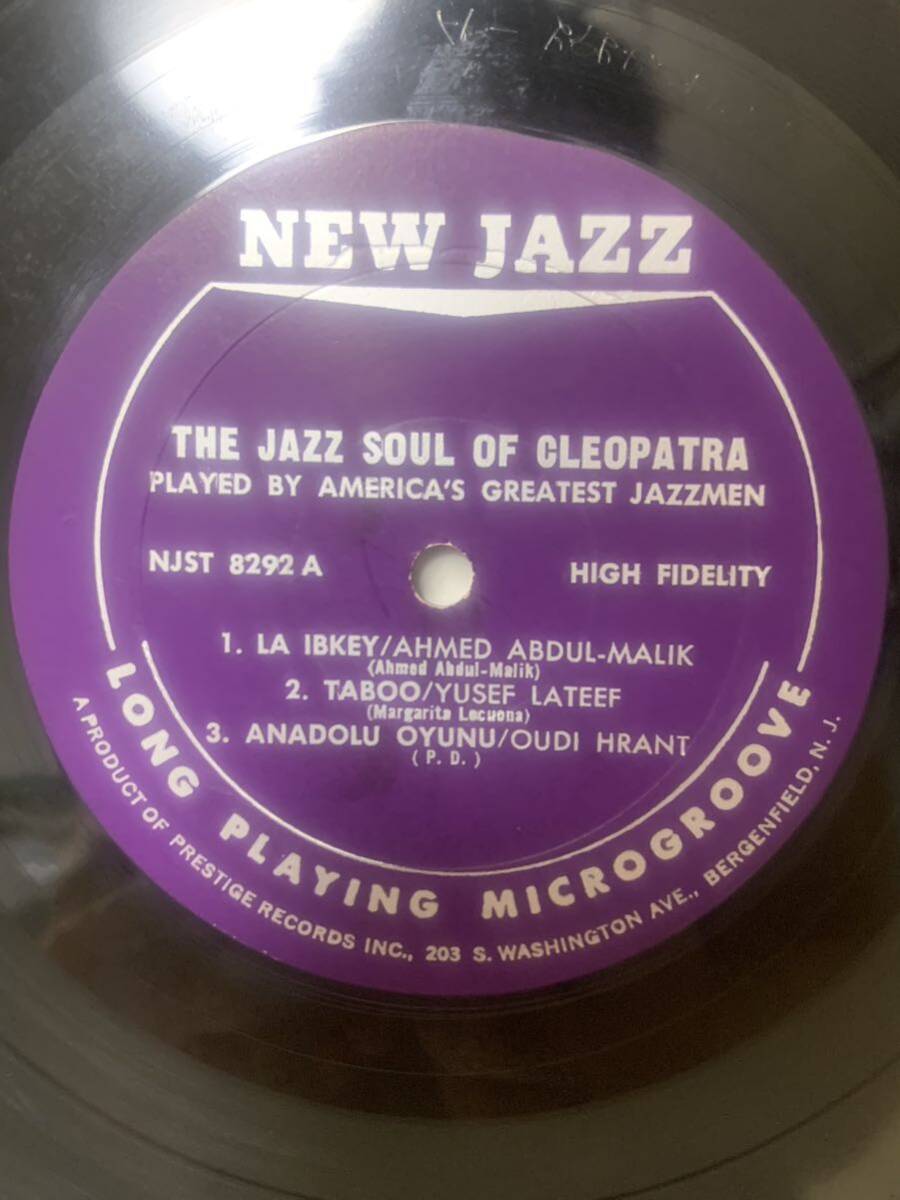 NEW JAZZ
THE JAZZ SOUL OF CLEOPATRA
PLAYED BY AMERICA'S GREATEST JAZZMEN
NJST 8292 A
HIGH FIDELITY
1. LA IBKEY/AHMED ABDUL-MALIK
(Ahmed Abdul-Malik)
2. TABOO/YUSEF LATEEF
(Margarita Lecuona)
3. ANADOLU OYUNU/OUDI HRANT
(P. D.)
LONG PLAYING MICROGROOVE
A PRODUCT OF PRESTIGE RECORDS INC., 203 S. WASHINGTON AVE., BERGENFIELD, N. J.